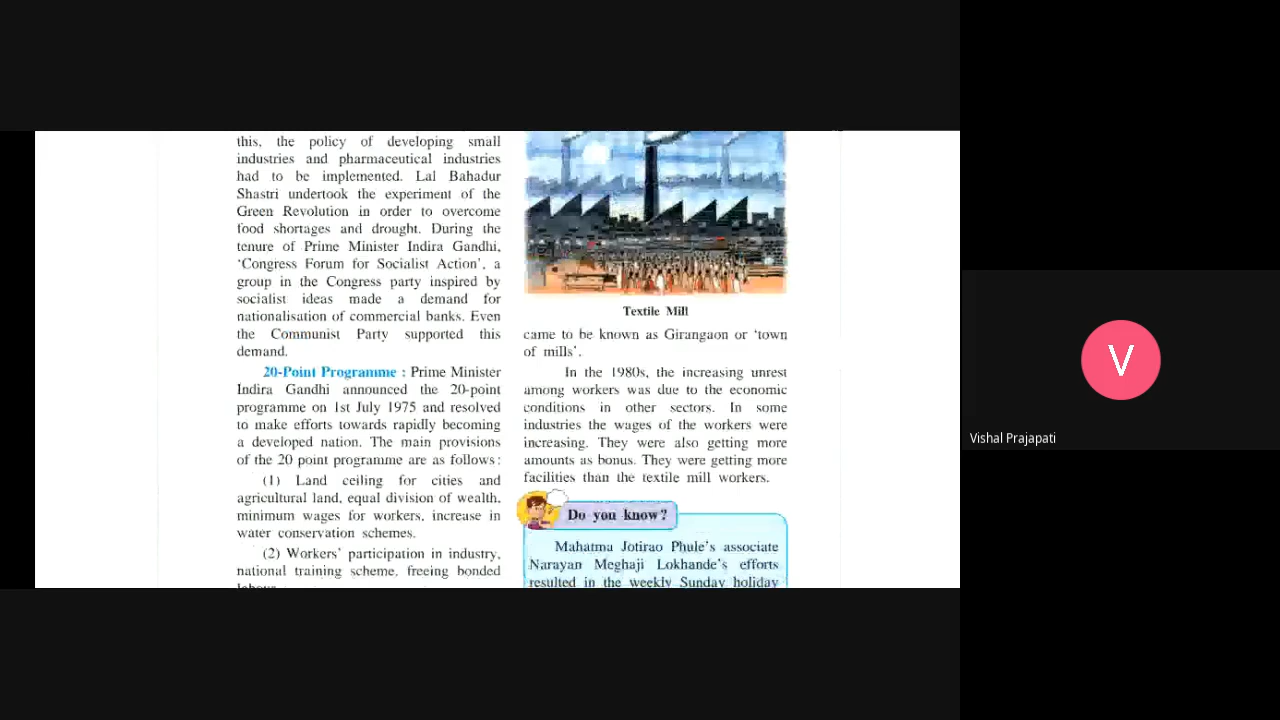 this, the policy of developing small
industries and pharmaceutical industries
had to be implemented. Lal Bahadur
Shastri undertook the experiment of the
Green Revolution in order to overcome
food shortages and drought. During the
tenure of Prime Minister Indira Gandhi,
‘Congress Forum for Socialist Action’, a
group in the Congress party inspired by
socialist ideas made a demand for
nationalisation of commercial banks. Even
the Communist Party supported this
demand.
20-Point Programme : Prime Minister
Indira Gandhi announced the 20-point
programme on 1st July 1975 and resolved
to make efforts towards rapidly becoming
a developed nation. The main provisions
of the 20 point programme are as follows :
(1) Land ceiling for cities and
agricultural land, equal division of wealth,
minimum wages for workers, increase in
water conservation schemes.
(2) Workers’ participation in industry,
national training scheme, freeing bonded
labour.
Textile Mill
came to be known as Girangaon or ‘town
of mills’.
In the 1980s, the increasing unrest
among workers was due to the economic
conditions in other sectors. In some
industries the wages of the workers were
increasing. They were also getting more
amounts as bonus. They were getting more
facilities than the textile mill workers.
Do you know?
Mahatma Jotirao Phule’s associate
Narayan Meghaji Lokhande’s efforts
resulted in the weekly Sunday holiday
V
Vishal Prajapati